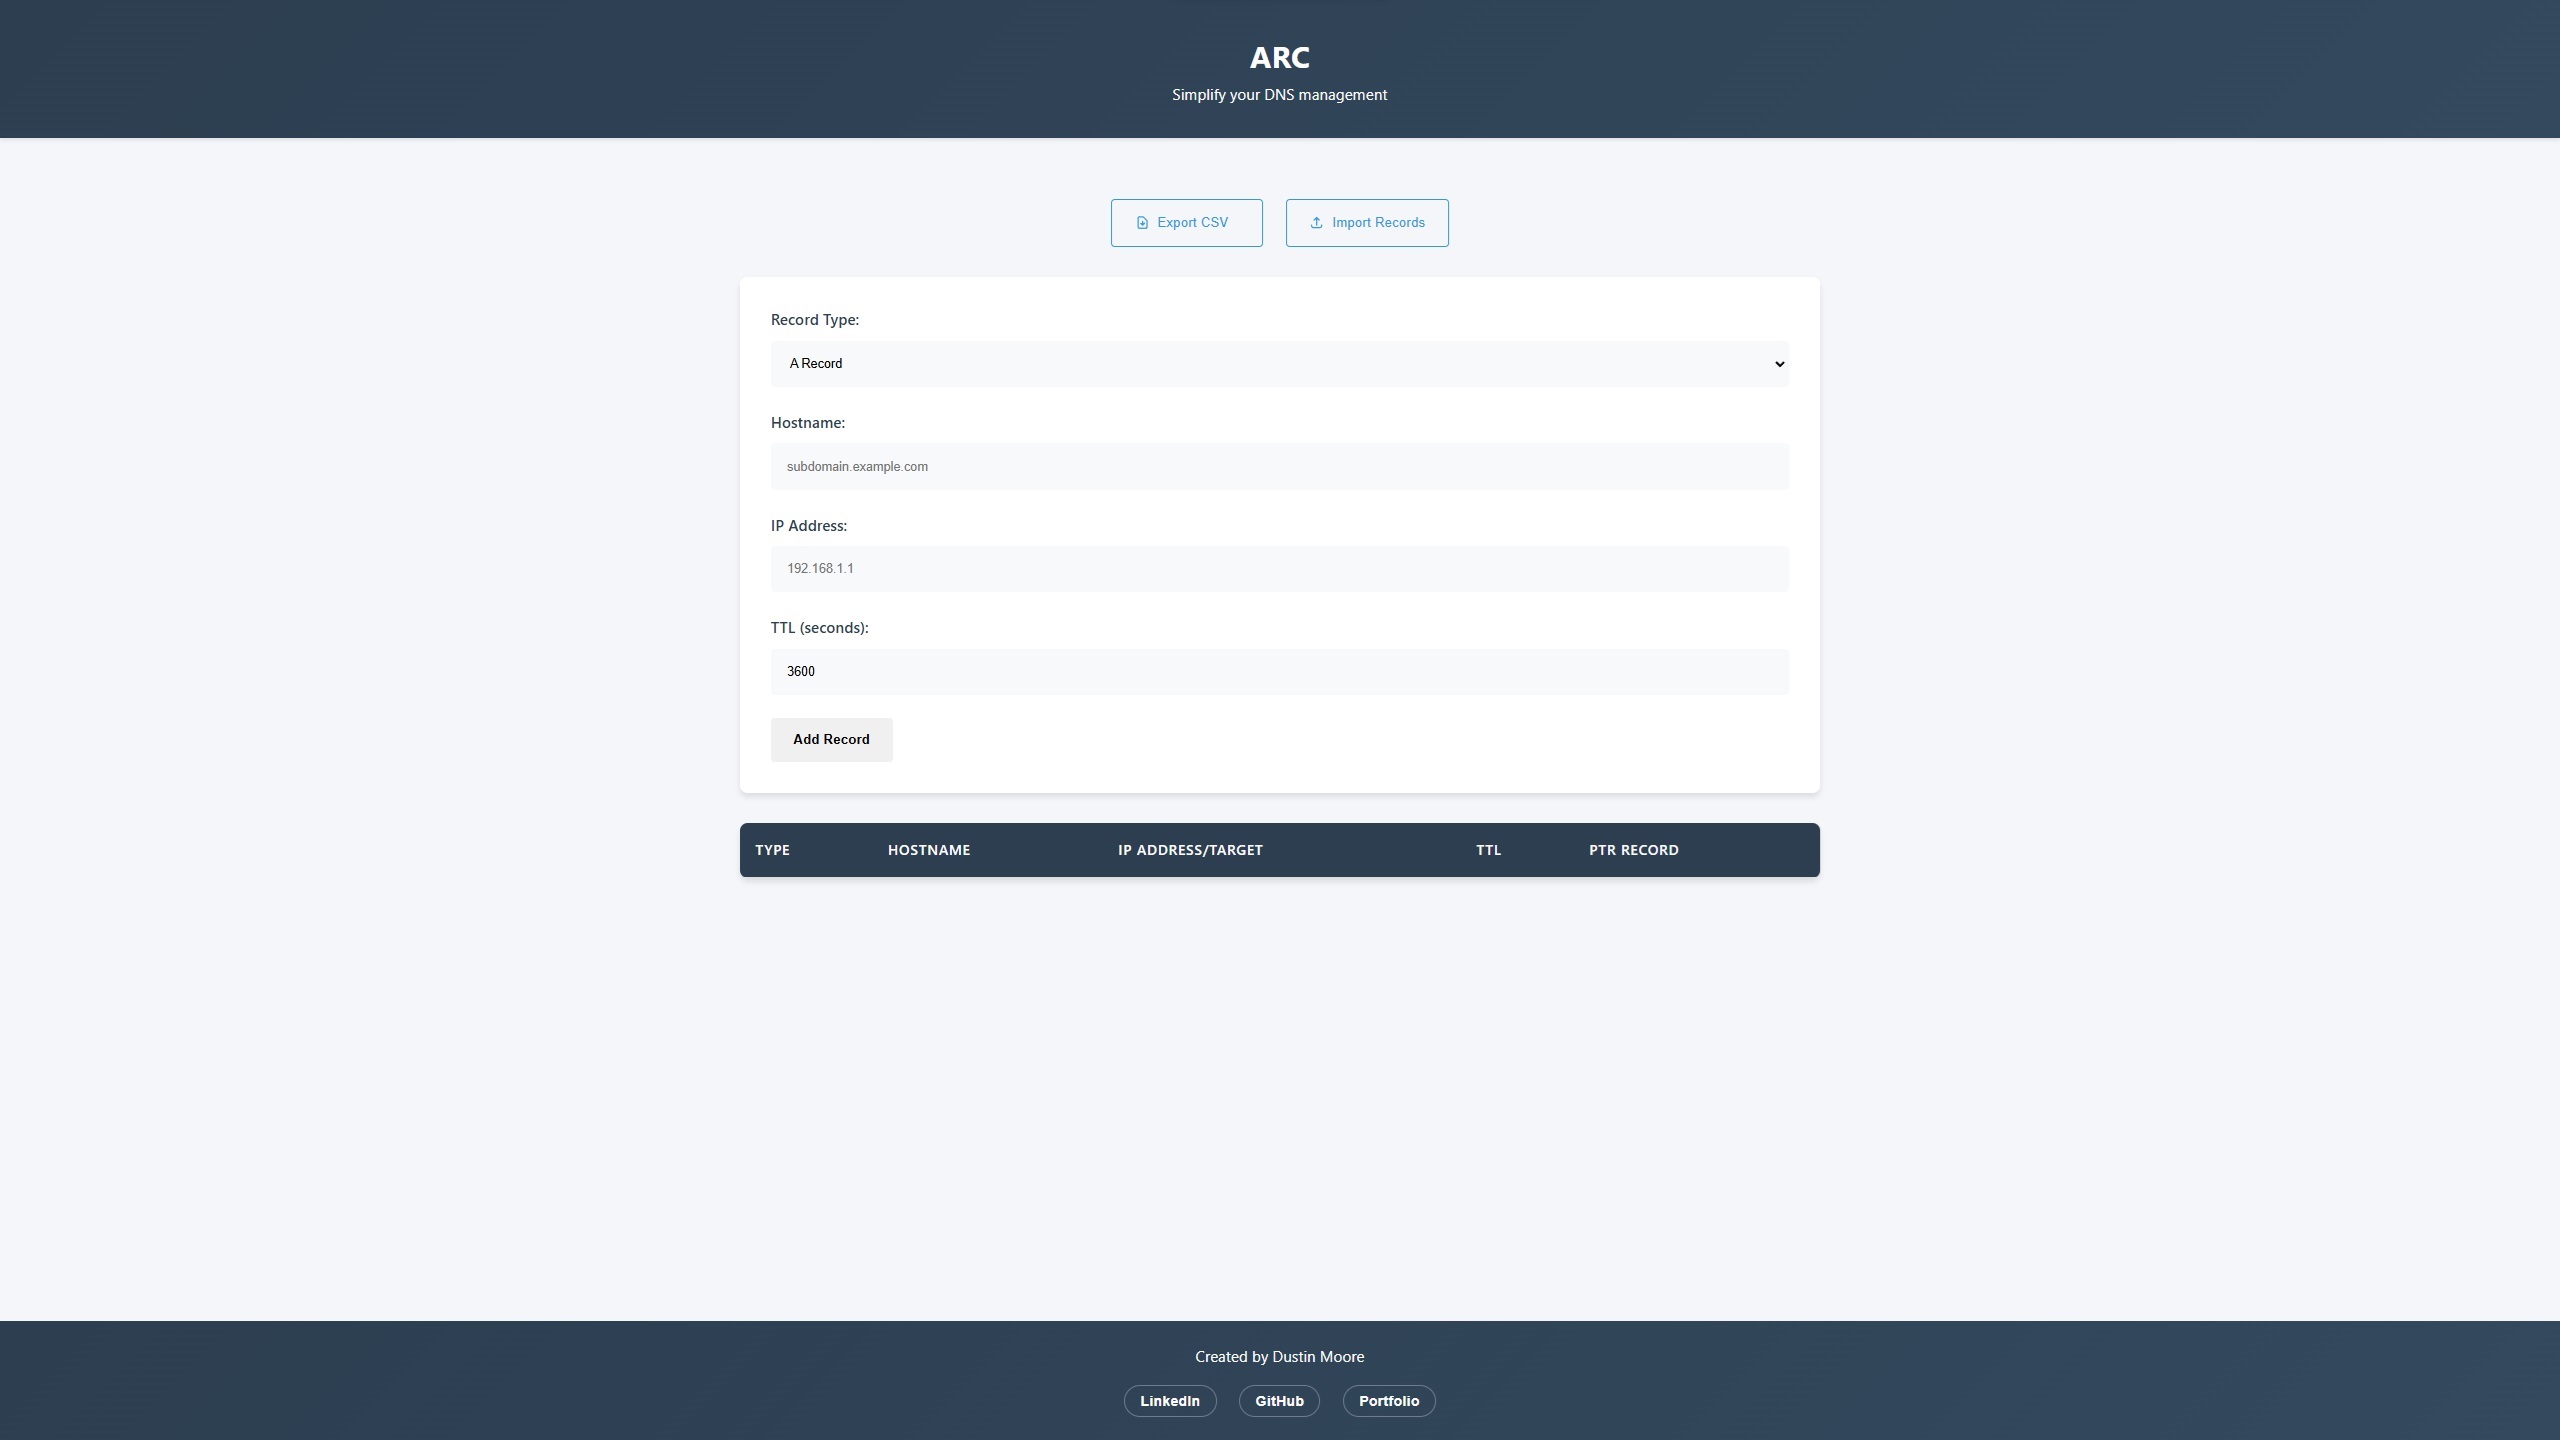 ARC
Simplify your DNS management
Export CSV
Import Records
Record Type:
A Record
Hostname:
subdomain.example.com
IP Address:
192.168.1.1
TTL (seconds):
3600
Add Record
TYPE HOSTNAME IP ADDRESS/TARGET TTL PTR RECORD
Created by Dustin Moore
LinkedIn GitHub Portfolio